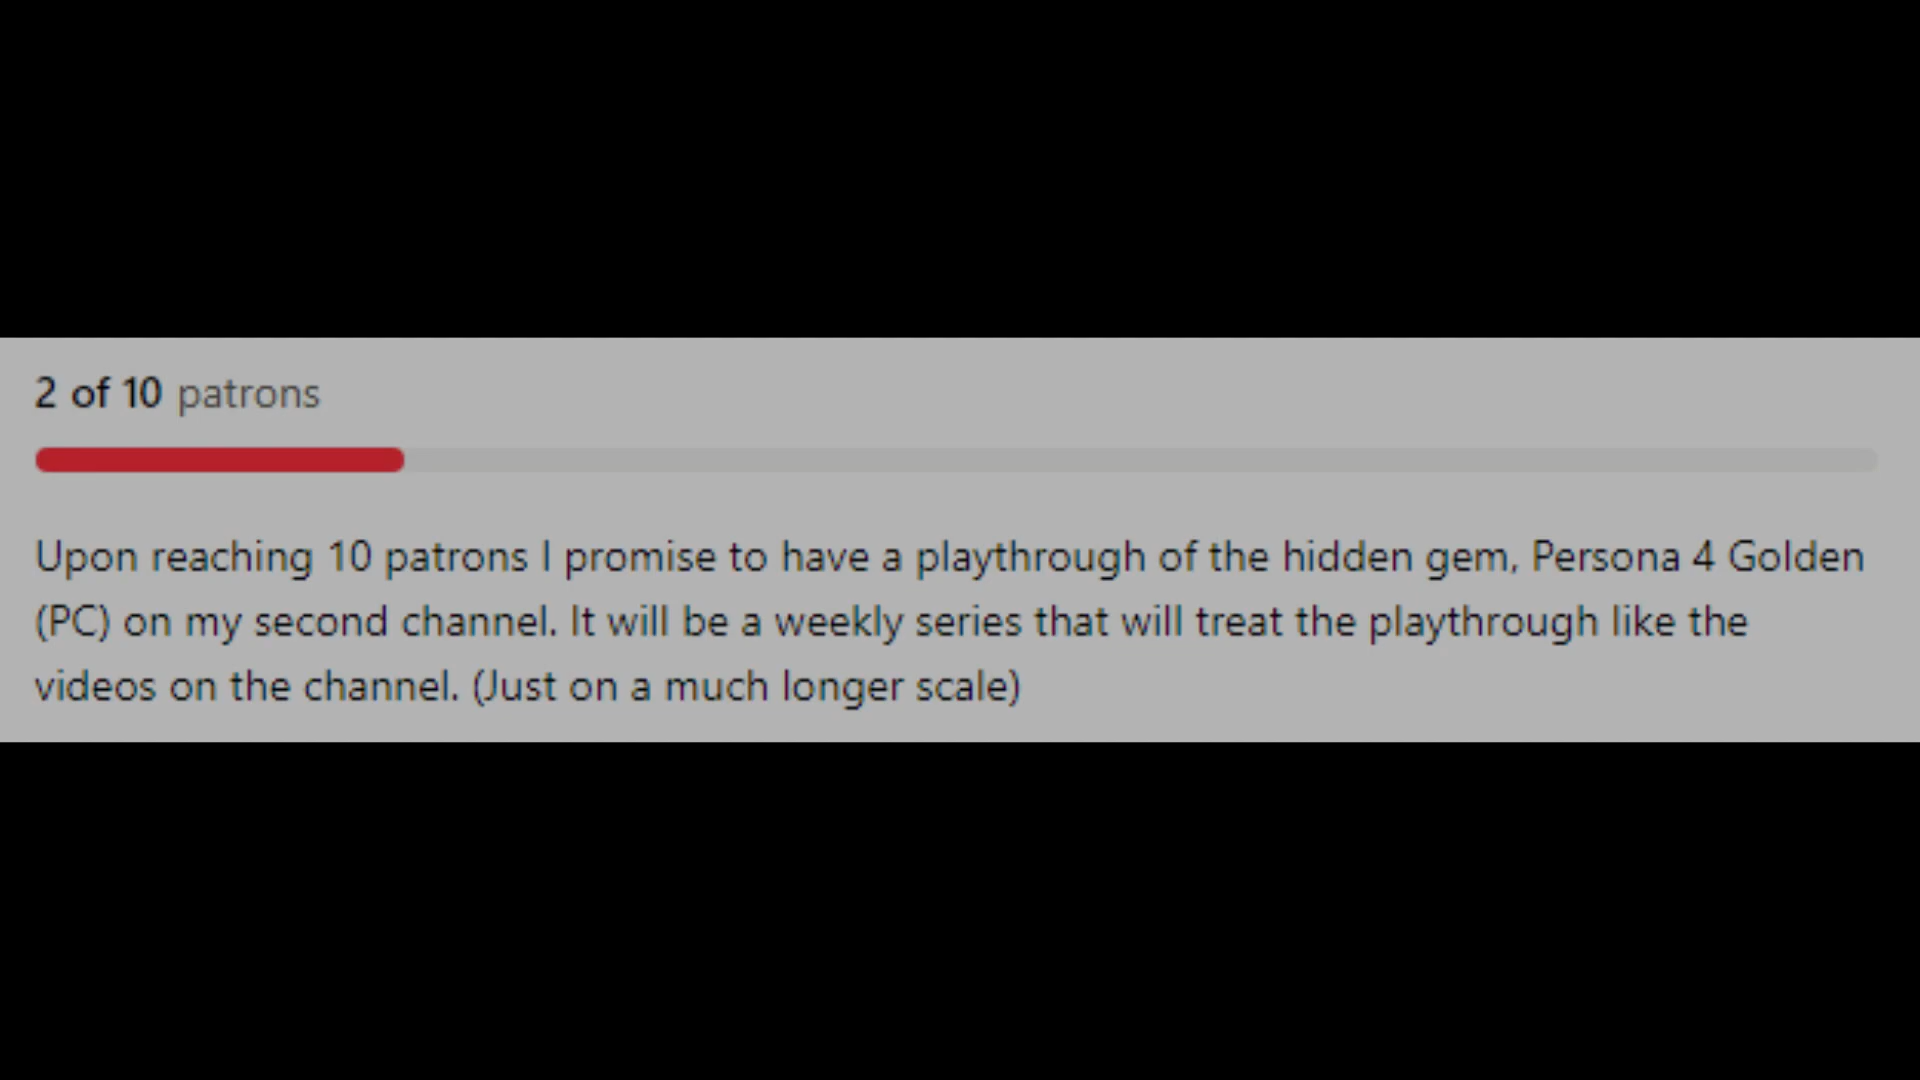 2 of 10 patrons
Upon reaching 10 patrons I promise to have a playthrough of the hidden gem, Persona 4 Golden
(PC) on my second channel. It will be a weekly series that will treat the playthrough like the
videos on the channel. (Just on a much longer scale)